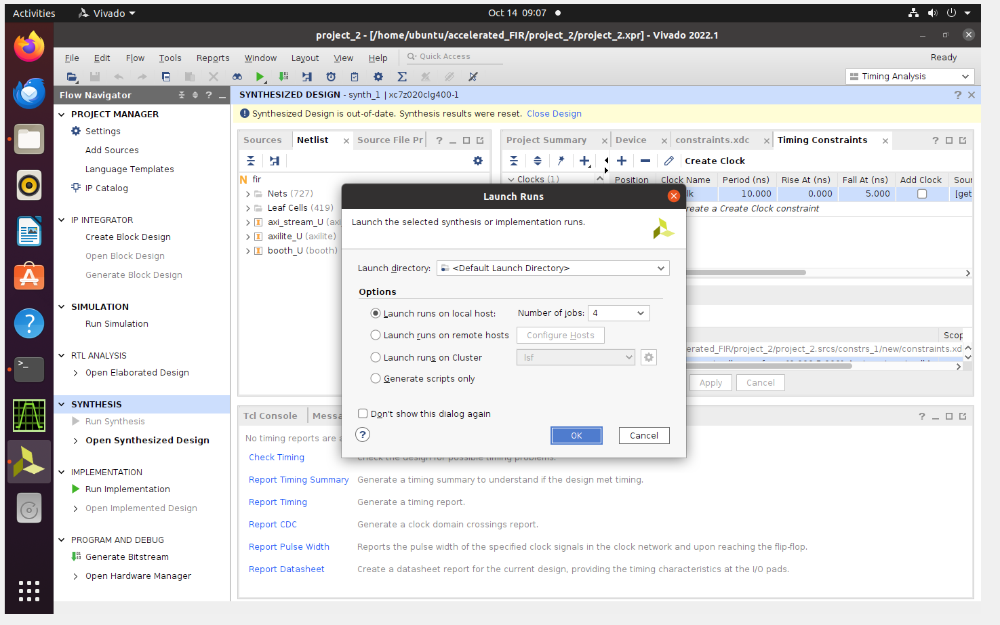 Activities
Vivado
Oct 14 09:07
project_2 - [/home/ubuntu/accelerated_FIR/project_2/project_2.xpr] - Vivado 2022.1
File Edit Flow Tools Reports Window Layout View Help
Quick Access
Ready
Timing Analysis
Flow Navigator
SYNTHESIZED DESIGN - synth_1 | xc7z020clg400-1
Synthesized Design is out-of-date. Synthesis results were reset. Close Design
PROJECT MANAGER
Settings
Add Sources
Language Templates
IP Catalog
IP INTEGRATOR
Create Block Design
Open Block Design
Generate Block Design
SIMULATION
Run Simulation
RTL ANALYSIS
Open Elaborated Design
SYNTHESIS
Run Synthesis
Open Synthesized Design
IMPLEMENTATION
Run Implementation
Open Implemented Design
PROGRAM AND DEBUG
Generate Bitstream
Open Hardware Manager
Sources Netlist Source File Pr
N fir
Nets (727)
Leaf Cells (419)
axi_stream_U (axi
axilite_U (axilite)
booth_U (booth)
Project Summary Device constraints.xdc Timing Constraints
Create Clock
Clocks (1)
Position Clock Name Period (ns) Rise At (ns) Fall At (ns) Add Clock Sour
lk 10.000 0.000 5.000 [get
reate a Create Clock constraint
Scop
erated_FIR/project_2/project_2.srcs/constrs_1/new/constraints.xd
Apply Cancel
Launch Runs
Launch the selected synthesis or implementation runs.
Launch directory: <Default Launch Directory>
Options
Launch runs on local host: Number of jobs: 4
Launch runs on remote hosts Configure Hosts
Launch runs on Cluster lsf
Generate scripts only
Don't show this dialog again
OK Cancel
Tcl Console Messa
No timing reports are a
Check Timing Check the design for possible timing problems.
Report Timing Summary Generate a timing summary to understand if the design met timing.
Report Timing Generate a timing report.
Report CDC Generate a clock domain crossings report.
Report Pulse Width Reports the pulse width of the specified clock signals in the clock network and upon reaching the flip-flop.
Report Datasheet Create a datasheet report for the current design, providing the timing characteristics at the I/O pads.